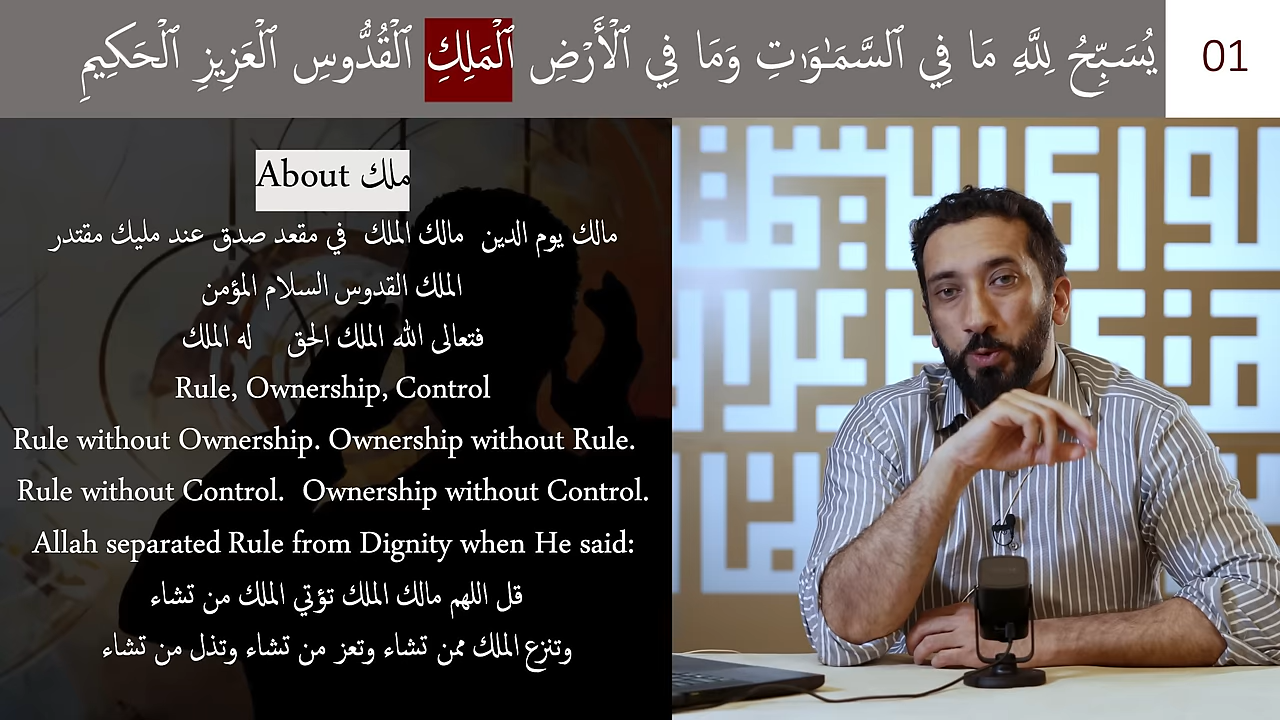 يُسَبِّحُ لِلَّهِ مَا فِي ٱلسَّمَـٰوَٰتِ وَمَا فِي ٱلْأَرْضِ ٱلْمَلِكِ ٱلْقُدُّوسِ ٱلْعَزِيزِ ٱلْحَكِيمِ
01
About ملك
مالك يوم الدين مالك الملك في مقعد صدق عند مليك مقتدر
الملك القدوس السلام المؤمن
فتعالى الله الملك الحق له الملك
Rule, Ownership, Control
Rule without Ownership. Ownership without Rule.
Rule without Control. Ownership without Control.
Allah separated Rule from Dignity when He said:
قل اللهم مالك الملك تؤتي الملك من تشاء
وتنزع الملك ممن تشاء وتعز من تشاء وتذل من تشاء